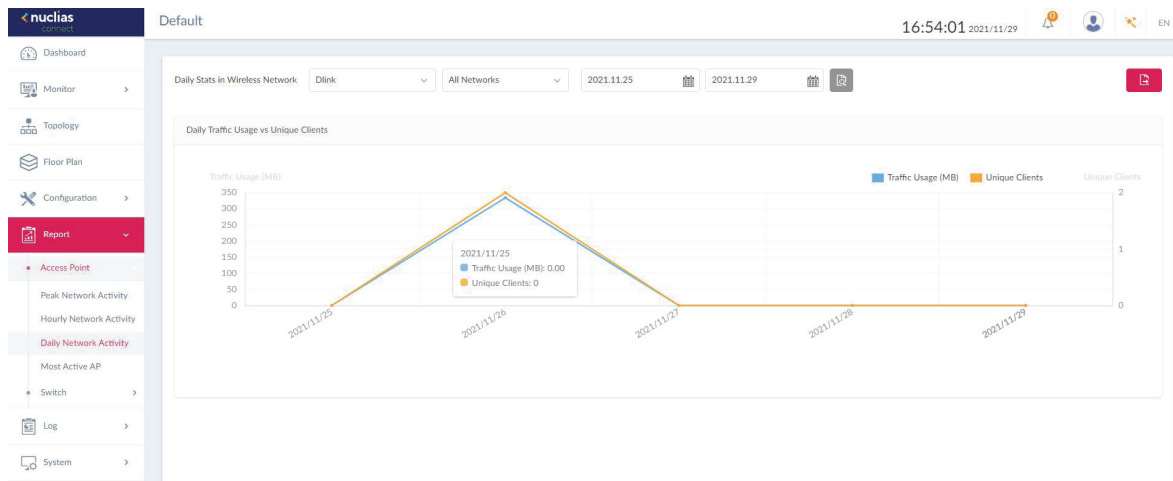 nuclias
connect
Default
16:54:01 2021/11/29
0
EN
Dashboard
Monitor
Topology
Floor Plan
Configuration
Report
Access Point
Peak Network Activity
Hourly Network Activity
Daily Network Activity
Most Active AP
Switch
Log
System
Daily Stats in Wireless Network
Dlink
All Networks
2021.11.25
2021.11.29
Daily Traffic Usage vs Unique Clients
Traffic Usage (MB)
Traffic Usage (MB)
Unique Clients
Unique Clients
350
300
250
200
150
100
50
0
2
1
0
2021/11/25
Traffic Usage (MB): 0.00
Unique Clients: 0
2021/11/25
2021/11/26
2021/11/27
2021/11/28
2021/11/29